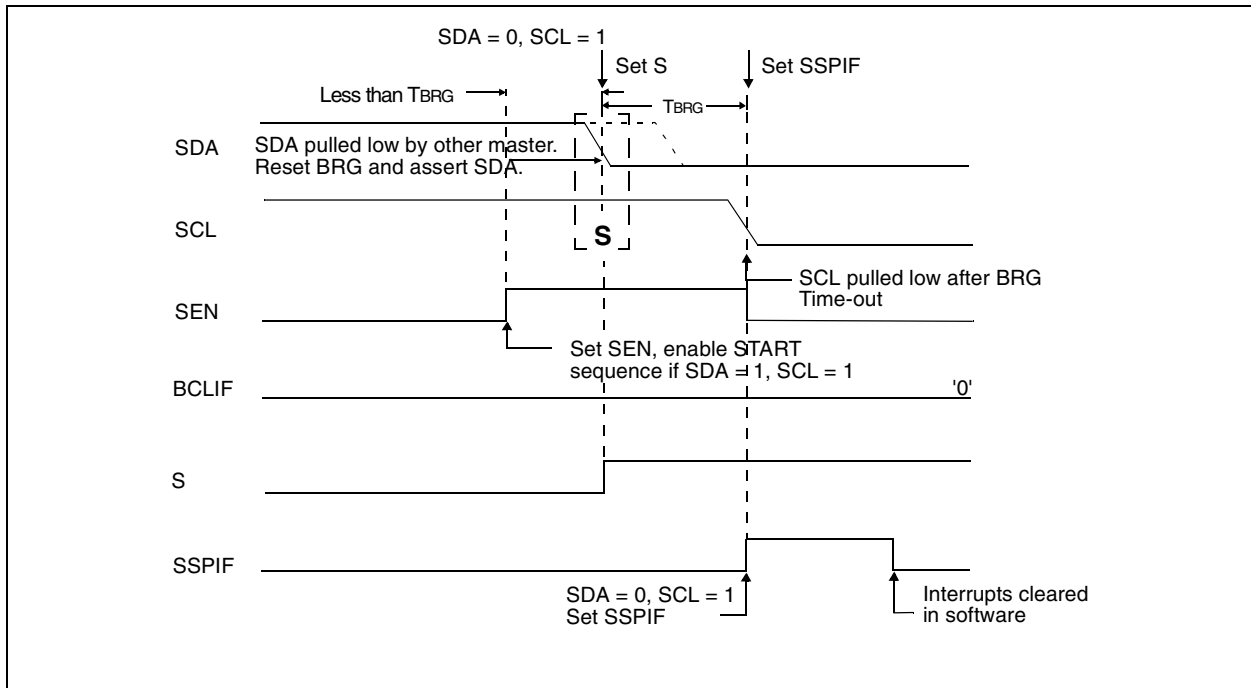 SDA = 0, SCL = 1
Set S
Set SSPIF
Less than TBRG
TBRG
SDA
SDA pulled low by other master.
Reset BRG and assert SDA.
SCL
S
SCL pulled low after BRG
Time-out
SEN
Set SEN, enable START
sequence if SDA = 1, SCL = 1
BCLIF
'0'
S
SSPIF
SDA = 0, SCL = 1
Set SSPIF
Interrupts cleared
in software